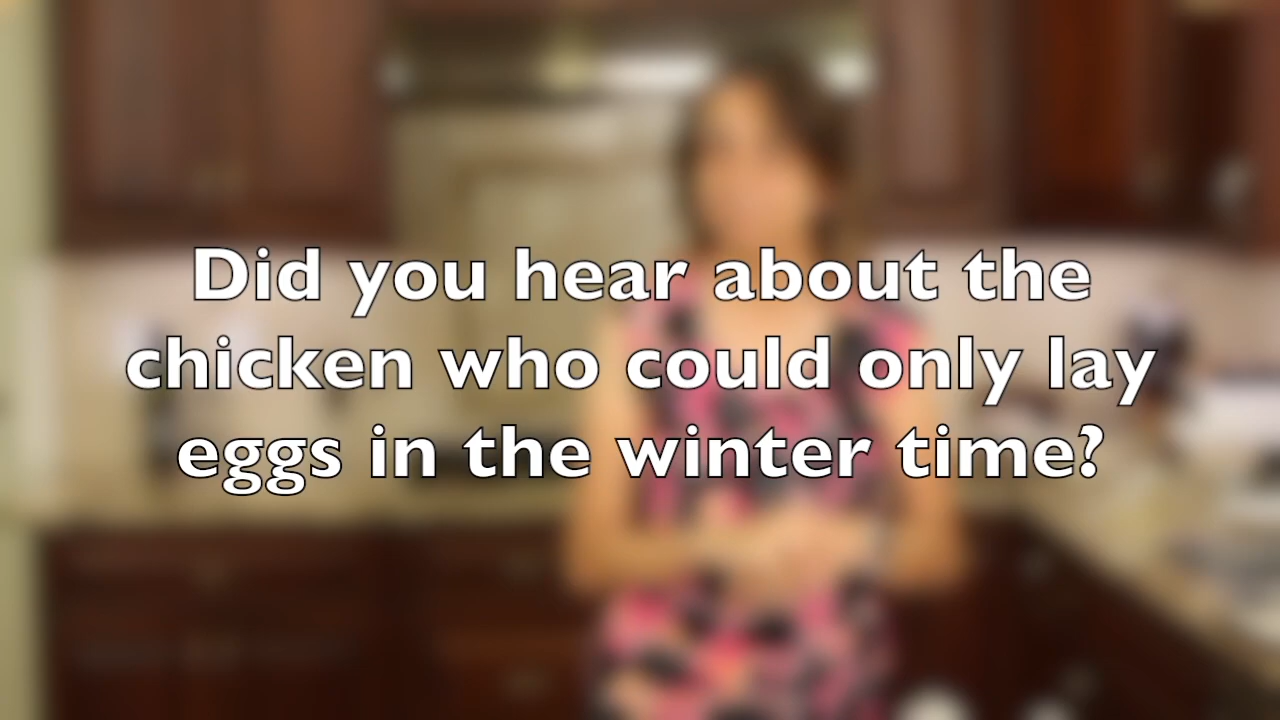 Did you hear about the
chicken who could only lay
eggs in the winter time?